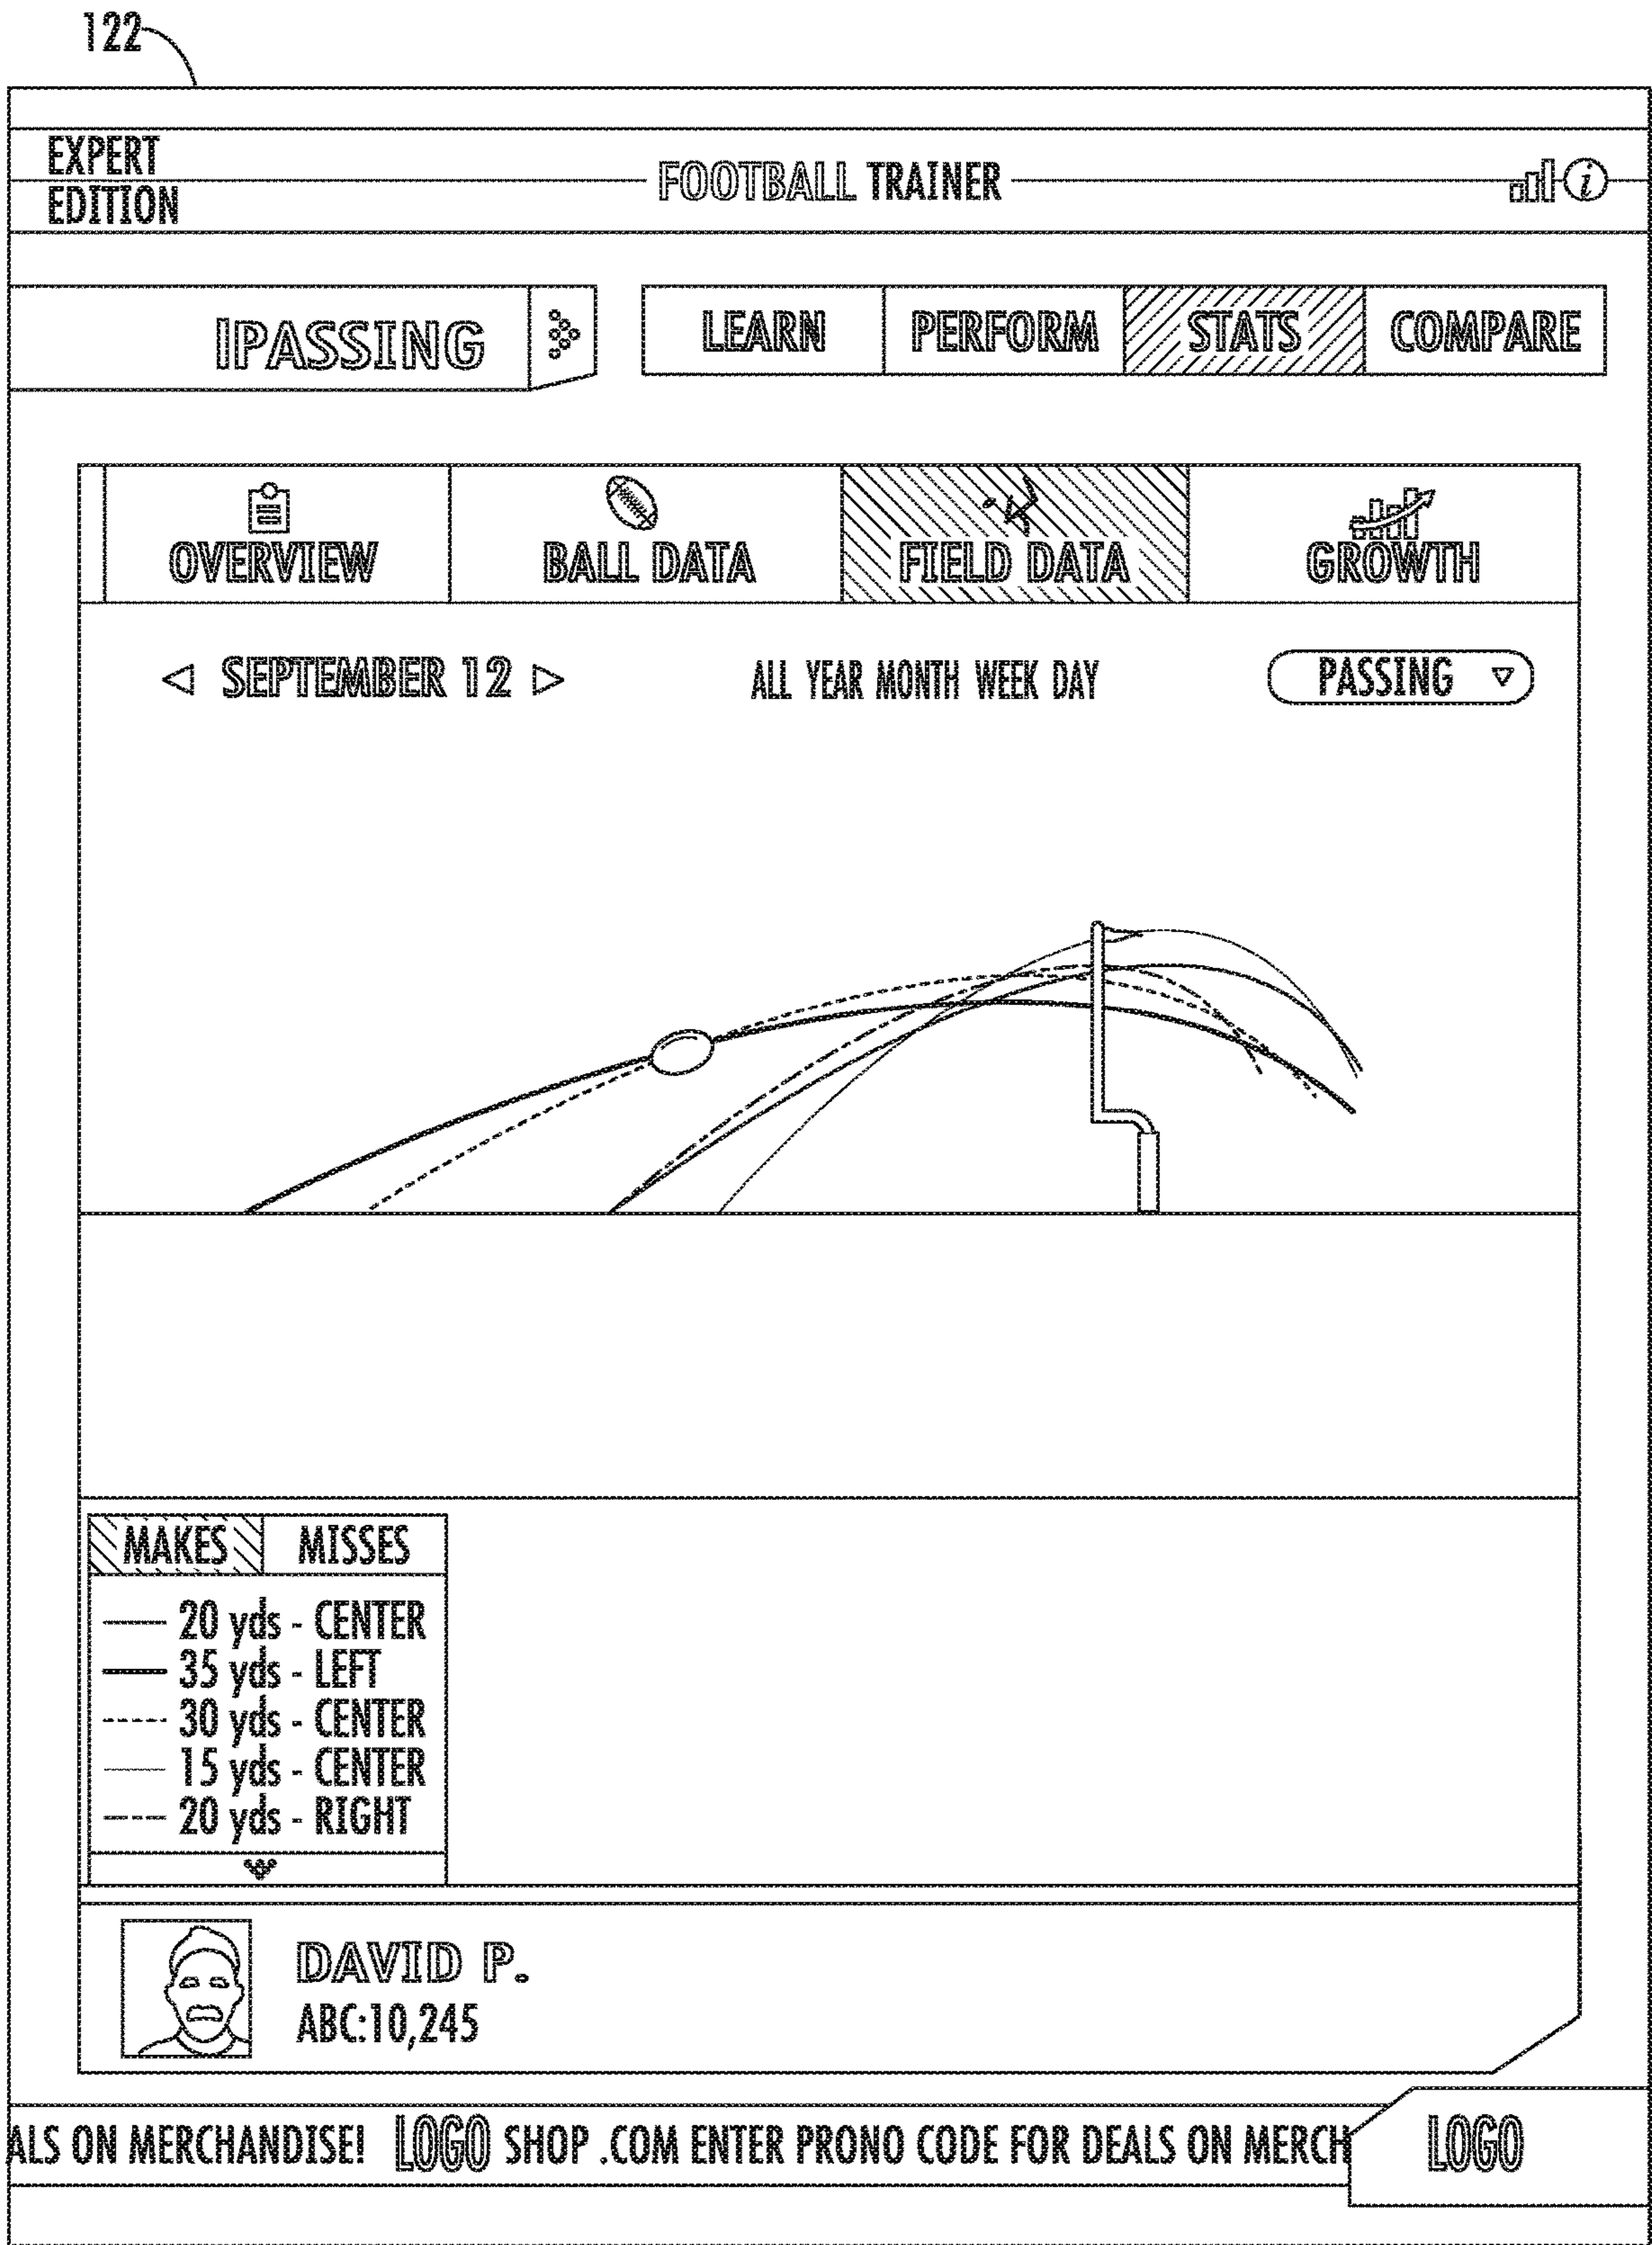 122
EXPERT
EDITION
FOOTBALL TRAINER
i
IPASSING
LEARN PERFORM STATS COMPARE
OVERVIEW BALL DATA FIELD DATA GROWTH
SEPTEMBER 12 ALL YEAR MONTH WEEK DAY PASSING
MAKES MISSES
20 yds - CENTER
35 yds - LEFT
30 yds - CENTER
15 yds - CENTER
20 yds - RIGHT
DAVID P.
ABC:10,245
ALS ON MERCHANDISE! LOGO SHOP .COM ENTER PRONO CODE FOR DEALS ON MERCH LOGO